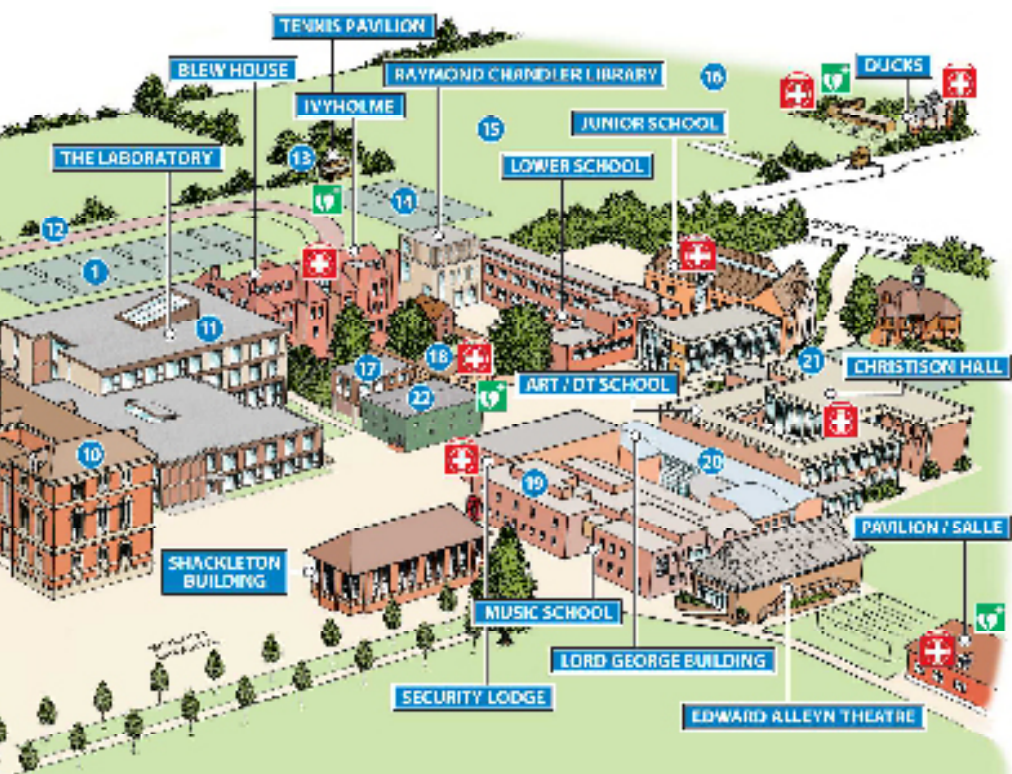 TENNIS PAVILION
BLEW HOUSE
RAYMOND CHANDLER LIBRARY
16
DUCKS
IVYHOLME
15
JUNIOR SCHOOL
THE LABORATORY
13
LOWER SCHOOL
14
12
1
11
18
17
21
CHRISTISON HALL
ART / DT SCHOOL
22
10
20
19
PAVILION / SALLE
SHACKLETON
BUILDING
MUSIC SCHOOL
LORD GEORGE BUILDING
SECURITY LODGE
EDWARD ALLEYN THEATRE